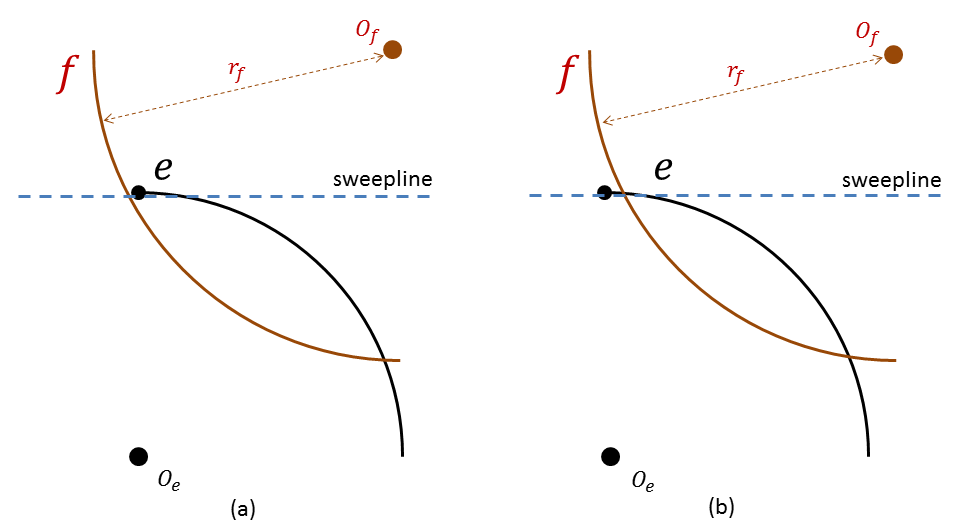 O_f
f
r_f
e
sweepline
O_e
(a)
O_f
f
r_f
e
sweepline
O_e
(b)